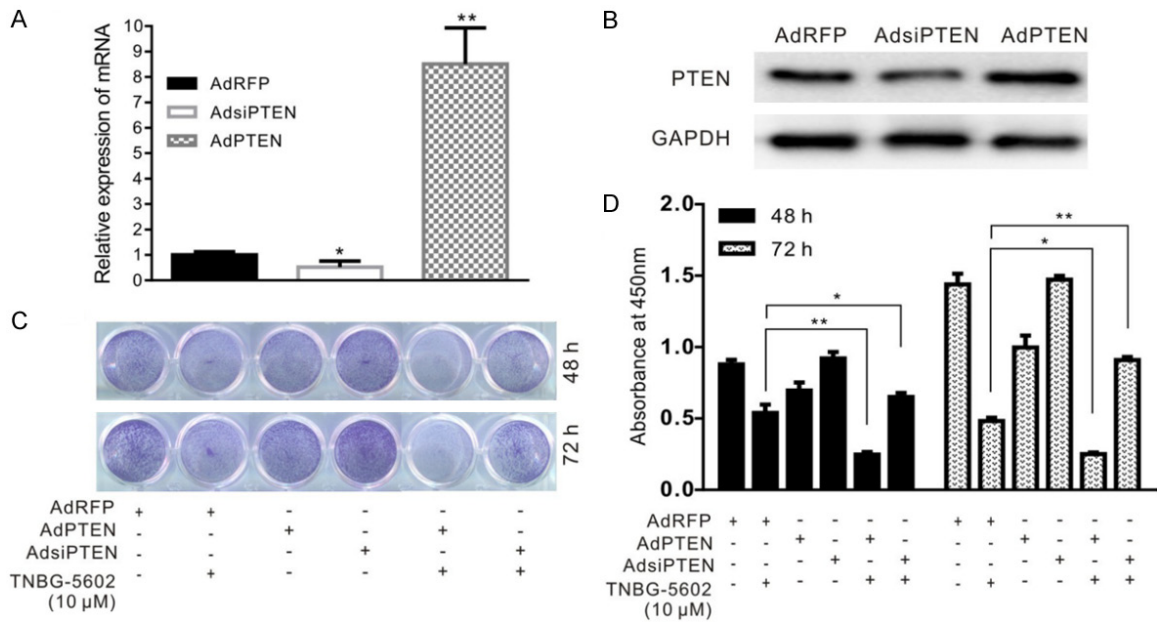 A
Relative expression of mRNA
10
9
8
7
6
5
4
3
2
1
0
**
*
AdRFP
AdsiPTEN
AdPTEN
B
AdRFP AdsiPTEN AdPTEN
PTEN
GAPDH
C
48 h
72 h
AdRFP + + - - - -
AdPTEN - - + - + -
AdsiPTEN - - - + - +
TNBG-5602 - + - - + +
(10 µM)
D
Absorbance at 450nm
2.0
1.5
1.0
0.5
0.0
48 h
72 h
*
**
**
*
AdRFP + + - - - - + + - - - -
AdPTEN - - + - + - - - + - + -
AdsiPTEN - - - + - + - - - + - +
TNBG-5602 - + - - + + - + - - + +
(10 µM)